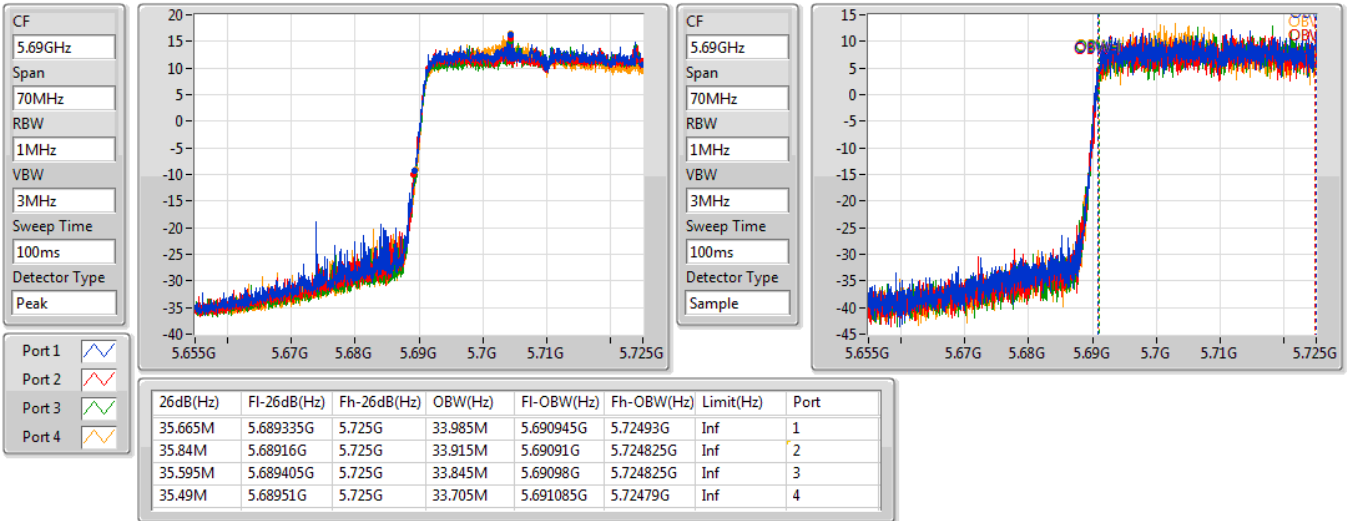 CF
5.69GHz
Span
70MHz
RBW
1MHz
VBW
3MHz
Sweep Time
100ms
Detector Type
Peak
20
15
10
5
0
-5
-10
-15
-20
-25
-30
-35
-40
5.655G 5.67G 5.68G 5.69G 5.7G 5.71G 5.725G
CF
5.69GHz
Span
70MHz
RBW
1MHz
VBW
3MHz
Sweep Time
100ms
Detector Type
Sample
15
10
5
0
-5
-10
-15
-20
-25
-30
-35
-40
-45
5.655G 5.67G 5.68G 5.69G 5.7G 5.71G 5.725G
Port 1
Port 2
Port 3
Port 4
26dB(Hz) Fl-26dB(Hz) Fh-26dB(Hz) OBW(Hz) Fl-OBW(Hz) Fh-OBW(Hz) Limit(Hz) Port
35.665M 5.689335G 5.725G 33.985M 5.690945G 5.72493G Inf 1
35.84M 5.68916G 5.725G 33.915M 5.69091G 5.724825G Inf 2
35.595M 5.689405G 5.725G 33.845M 5.69098G 5.724825G Inf 3
35.49M 5.68951G 5.725G 33.705M 5.691085G 5.72479G Inf 4